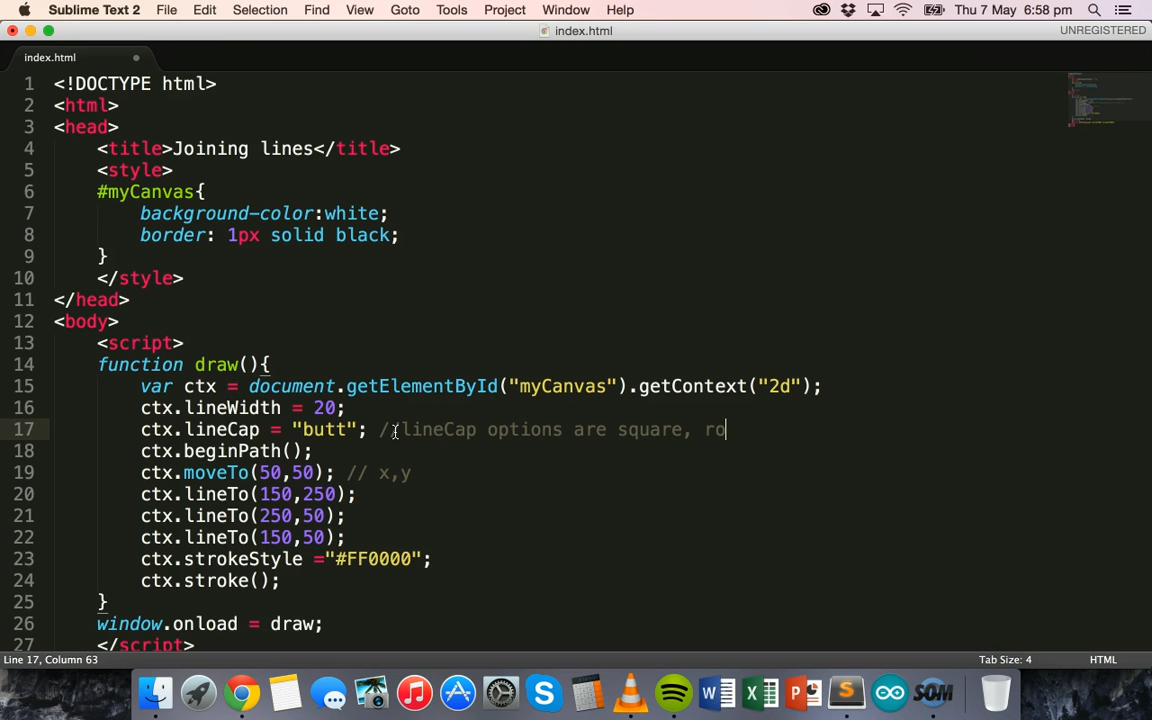 Sublime Text 2 File Edit Selection Find View Goto Tools Project Window Help Thu 7 May 6:58 pm
index.html UNREGISTERED
index.html
1 <!DOCTYPE html>
2 <html>
3 <head>
4 <title>Joining lines</title>
5 <style>
6 #myCanvas{
7 background-color:white;
8 border: 1px solid black;
9 }
10 </style>
11 </head>
12 <body>
13 <script>
14 function draw(){
15 var ctx = document.getElementById("myCanvas").getContext("2d");
16 ctx.lineWidth = 20;
17 ctx.lineCap = "butt"; //lineCap options are square, ro
18 ctx.beginPath();
19 ctx.moveTo(50,50); // x,y
20 ctx.lineTo(150,250);
21 ctx.lineTo(250,50);
22 ctx.lineTo(150,50);
23 ctx.strokeStyle ="#FF0000";
24 ctx.stroke();
25 }
26 window.onload = draw;
27 </script>
Line 17, Column 63 Tab Size: 4 HTML
SOM